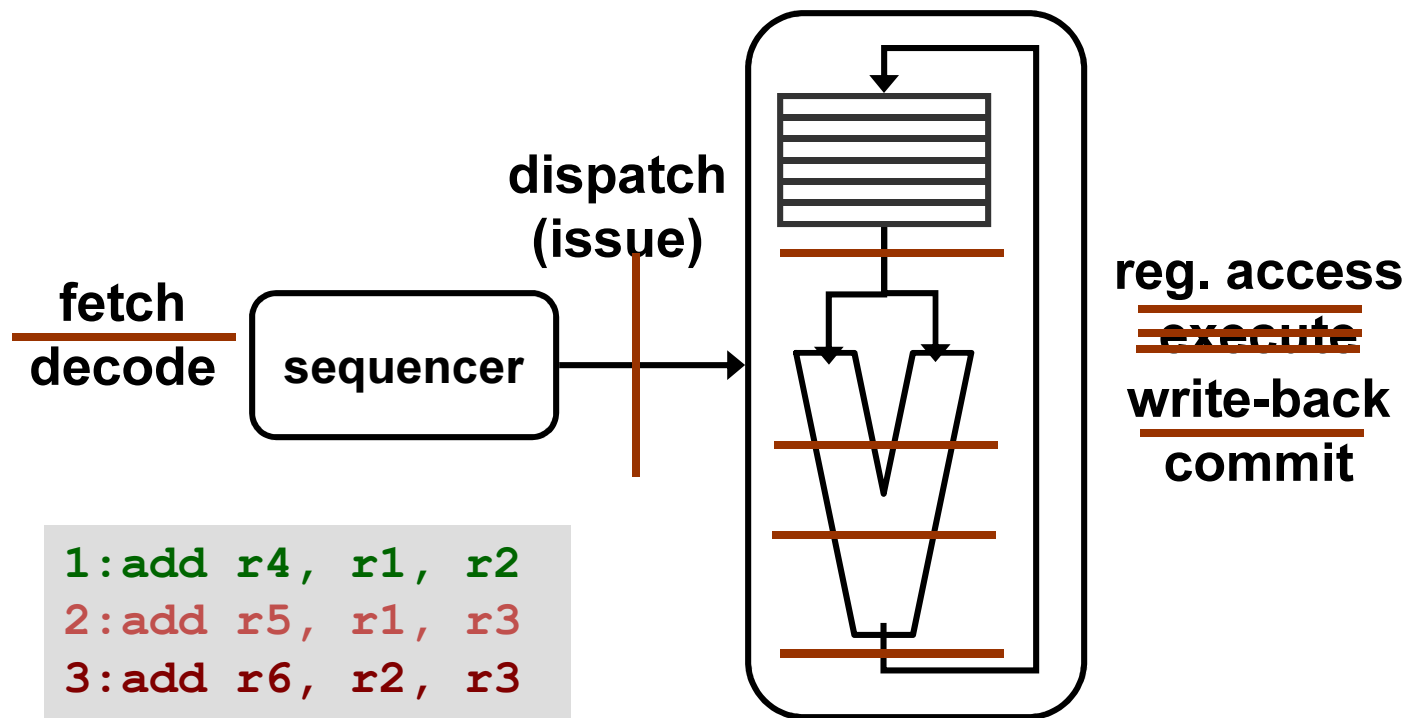 dispatch
(issue)
fetch
decode
sequencer
reg. access
execute
write-back
commit
1:add r4, r1, r2
2:add r5, r1, r3
3:add r6, r2, r3